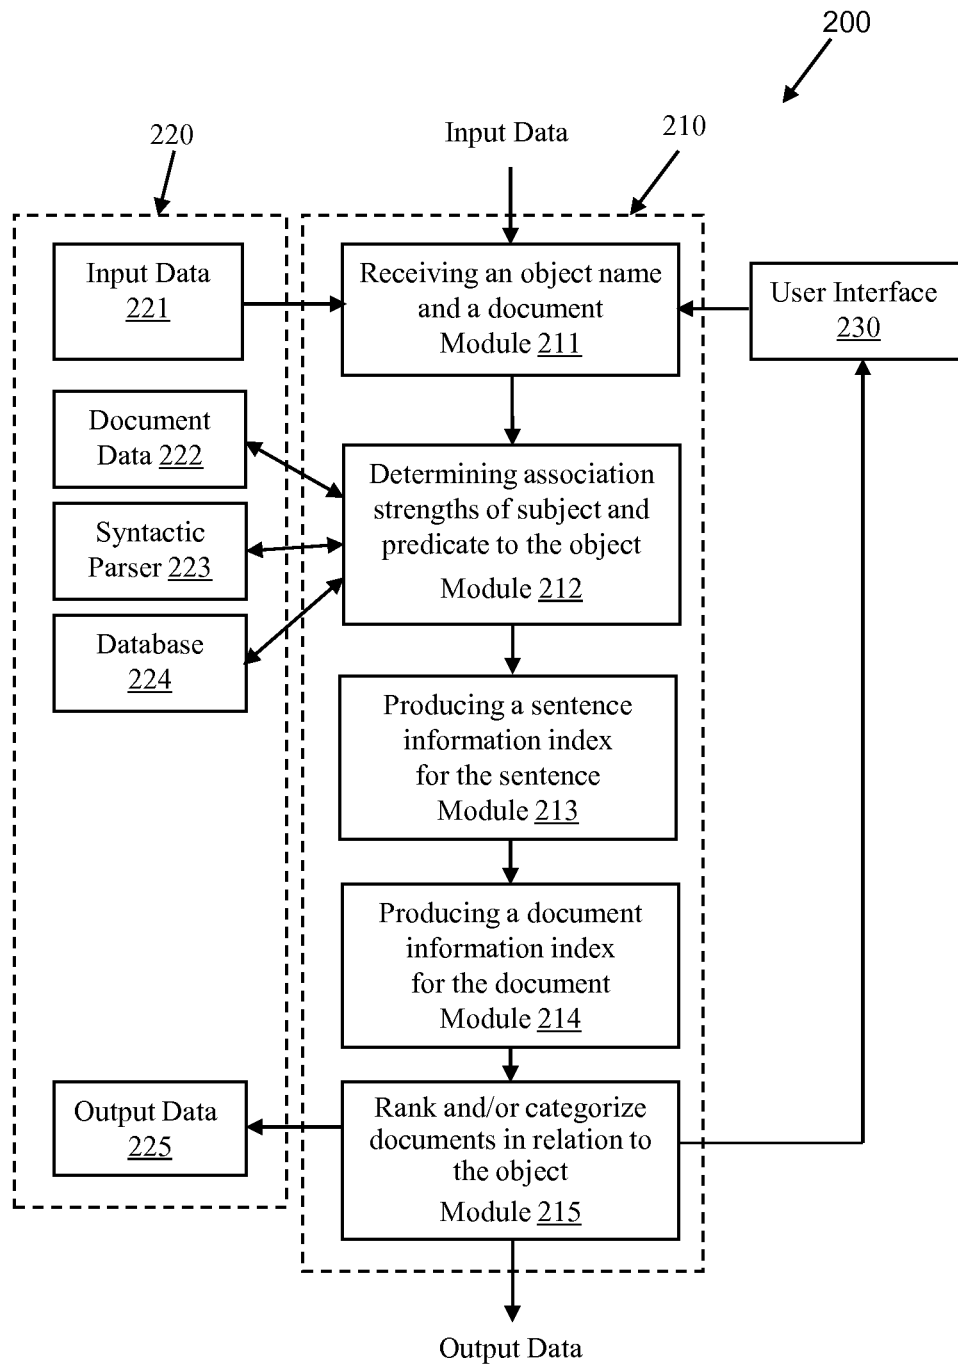 200
220
Input Data
210
Input Data
221
Receiving an object name
and a document
Module 211
User Interface
230
Document
Data 222
Syntactic
Parser 223
Database
224
Determining association
strengths of subject and
predicate to the object
Module 212
Producing a sentence
information index
for the sentence
Module 213
Producing a document
information index
for the document
Module 214
Output Data
225
Rank and/or categorize
documents in relation to
the object
Module 215
Output Data